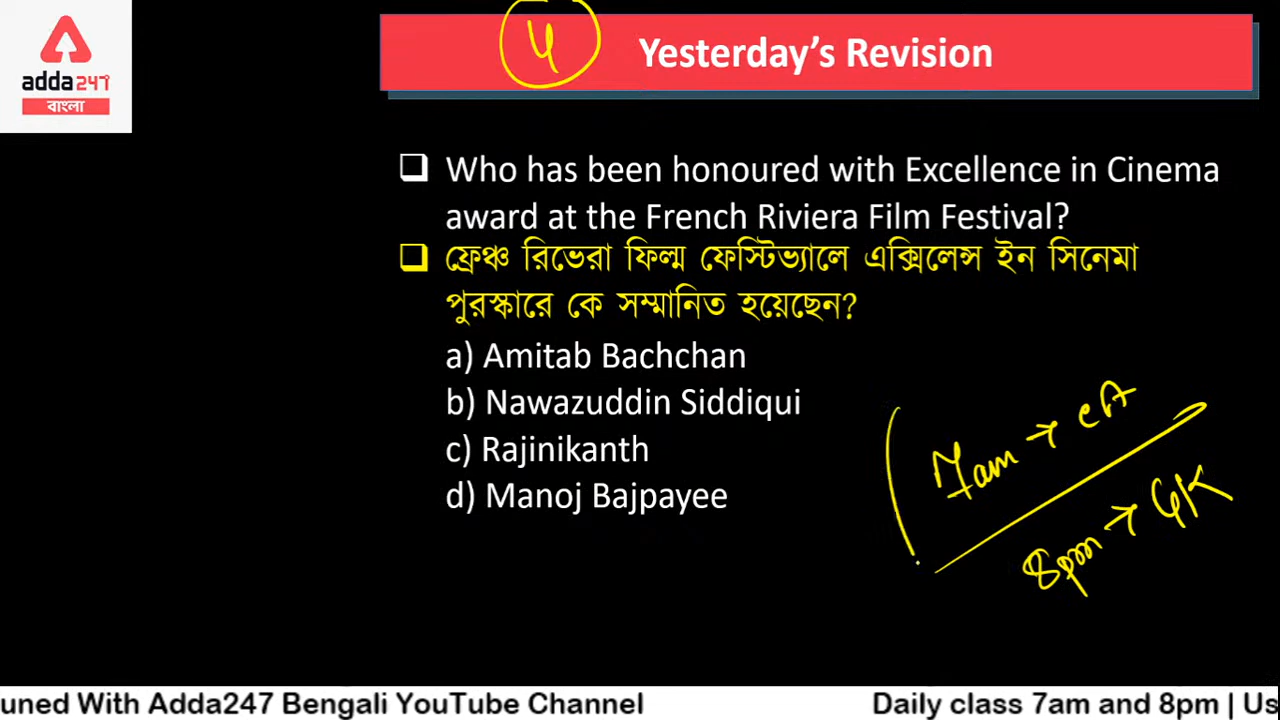 adda247
বাংলা
৫
Yesterday's Revision
Who has been honoured with Excellence in Cinema
award at the French Riviera Film Festival?
ফ্রেঞ্চ রিভেরা ফিল্ম ফেস্টিভ্যালে এক্সিলেন্স ইন সিনেমা
পুরস্কারে কে সম্মানিত হয়েছেন?
a) Amitab Bachchan
b) Nawazuddin Siddiqui
c) Rajinikanth
d) Manoj Bajpayee
7am → CA
8pm → GK
uned With Adda247 Bengali YouTube Channel
Daily class 7am and 8pm | Us